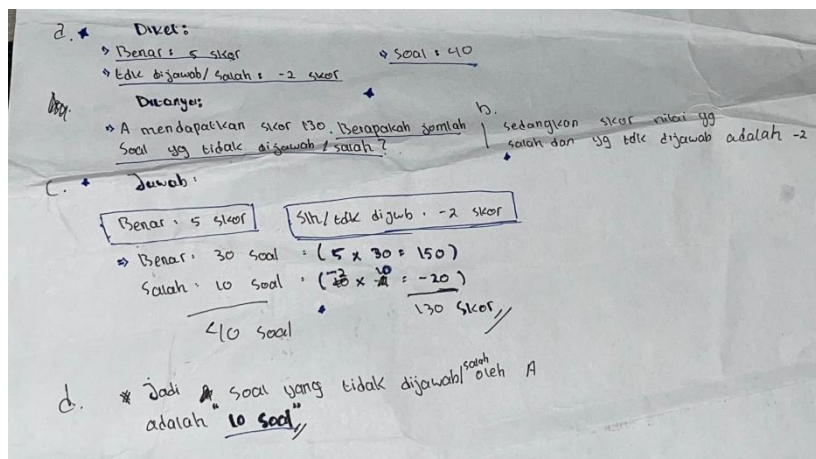 a. Diket:
Benar : 5 skor
Soal : 40
tdk dijawab/ Salah : -2 skor
Ditanya:
A mendapatkan skor 130. Berapakah jomlah
Soal yg tidak dijawab / salah ?
b.
sedangkan skor nilai yg
salah dan yg tdk dijawab adalah -2
c. Jawab :
Benar : 5 skor
Slh/ tdk dijwb : -2 skor
⇒ Benar : 30 soal : (5 x 30 = 150)
Salah : 10 soal : (-2 x 10 = -20)
40 soal
130 skor //
d. * Jadi soal yang tidak dijawab/salah oleh A
adalah "10 soal" //